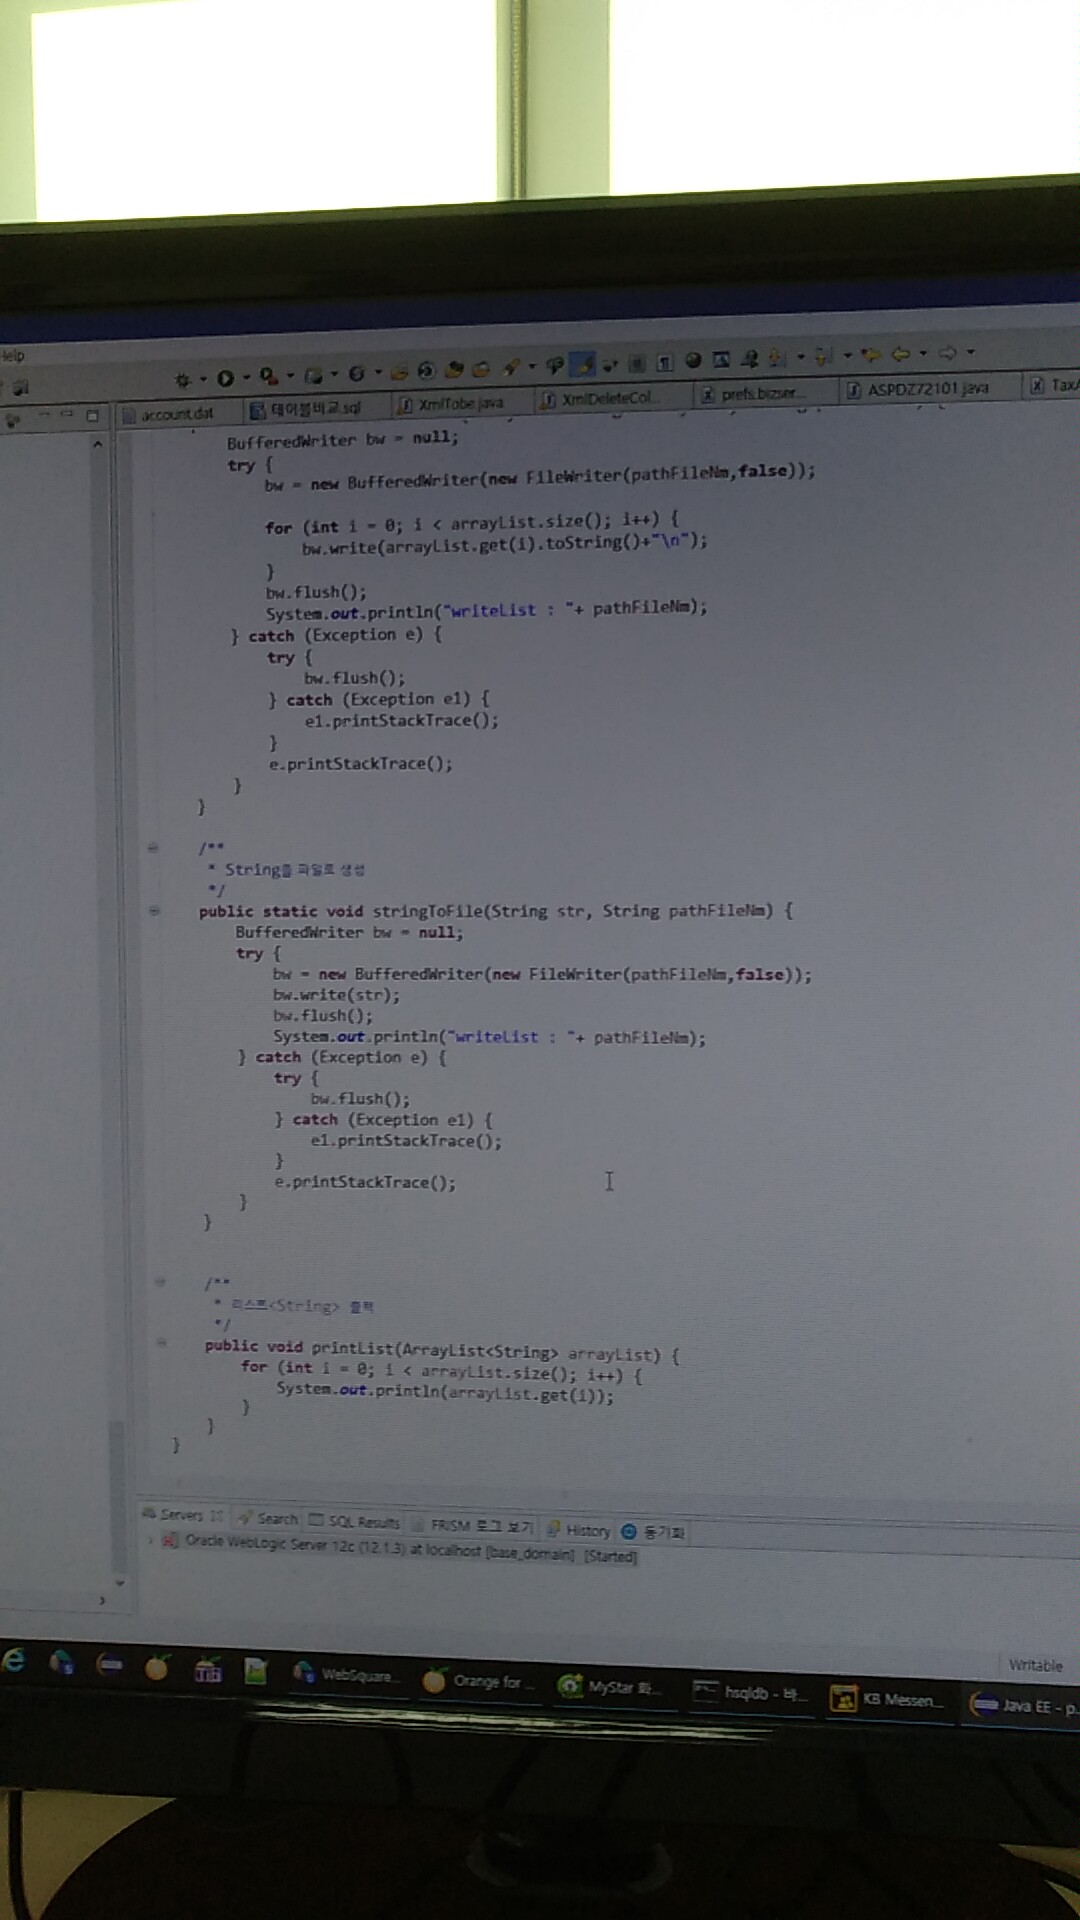 Help
account.dat 테이블비교.sql XmlTobe.java XmlDeleteCol... prefs.bizser... ASPDZ72101.java
BufferedWriter bw = null;
try {
bw = new BufferedWriter(new FileWriter(pathFileNm,false));
for (int i = 0; i < arrayList.size(); i++) {
bw.write(arrayList.get(i).toString()+"\n");
}
bw.flush();
System.out.println("writeList : "+ pathFileNm);
} catch (Exception e) {
try {
bw.flush();
} catch (Exception e1) {
e1.printStackTrace();
}
e.printStackTrace();
}
}
/**
* String를 파일로 생성
*/
public static void stringToFile(String str, String pathFileNm) {
BufferedWriter bw = null;
try {
bw = new BufferedWriter(new FileWriter(pathFileNm,false));
bw.write(str);
bw.flush();
System.out.println("writeList : "+ pathFileNm);
} catch (Exception e) {
try {
bw.flush();
} catch (Exception e1) {
e1.printStackTrace();
}
e.printStackTrace();
}
}
/**
* 리스트<String> 출력
*/
public void printList(ArrayList<String> arrayList) {
for (int i = 0; i < arrayList.size(); i++) {
System.out.println(arrayList.get(i));
}
}
}
Servers Search SQL Results FRISM 로그 보기 History 동기화
Oracle WebLogic Server 12c (12.1.3) at localhost [base_domain] [Started]
Writable
WebSquare... Orange for ... MyStar 화... hsqldb - 바... KB Messen... Java EE - p...